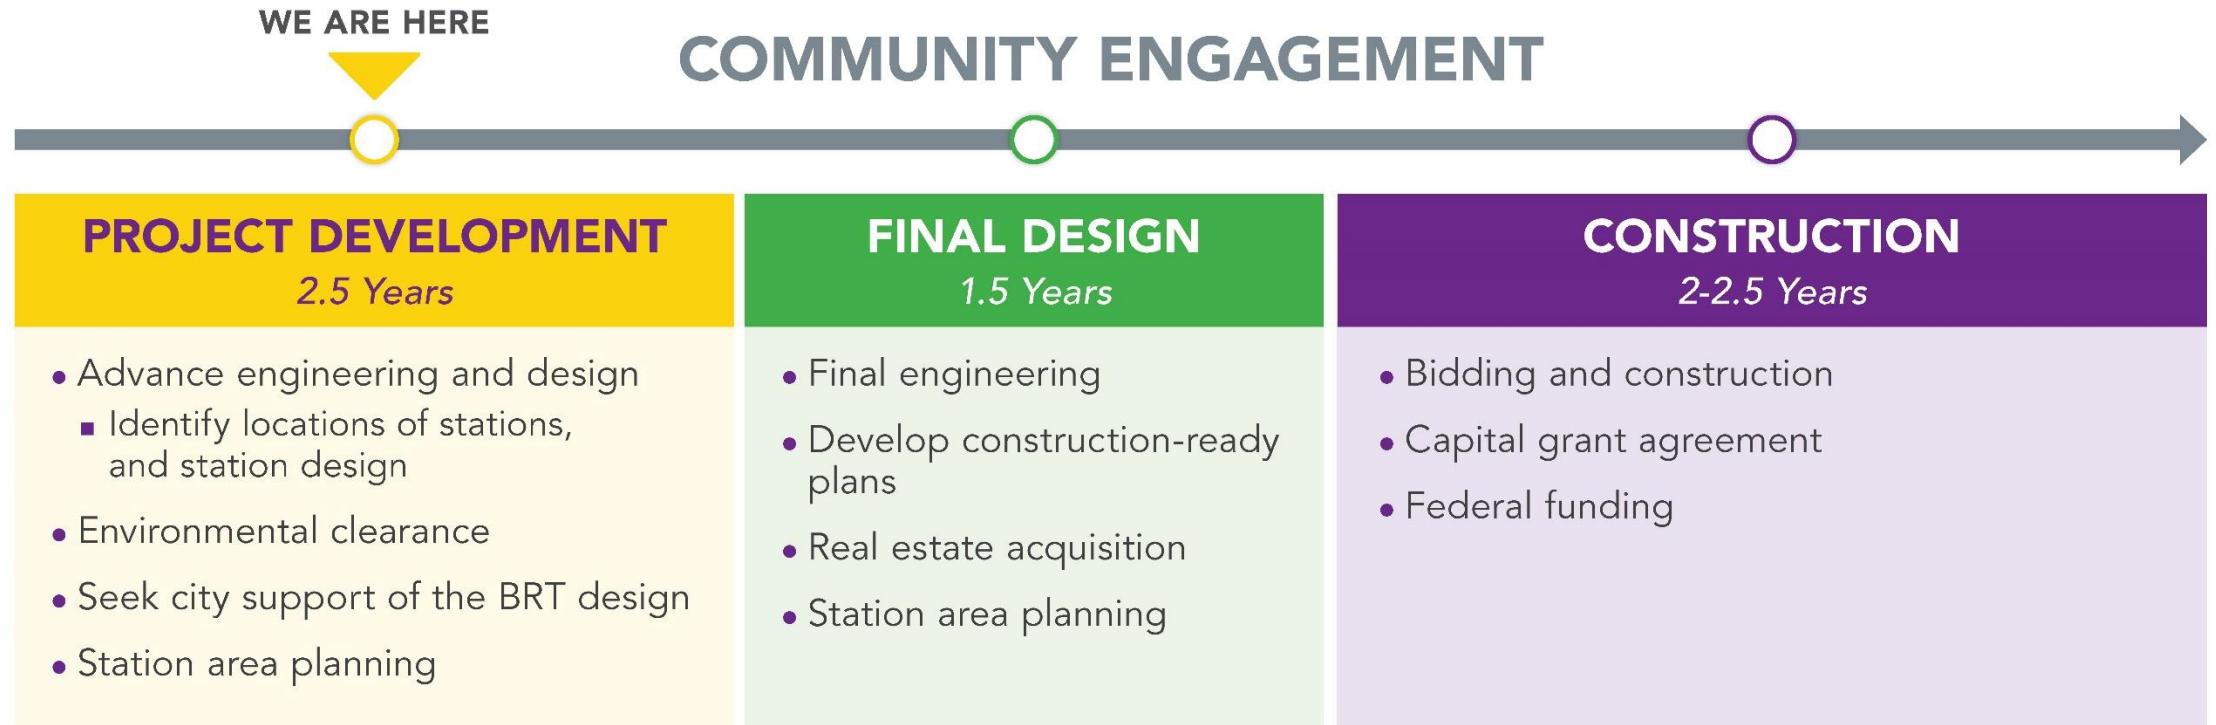 WE ARE HERE
COMMUNITY ENGAGEMENT
PROJECT DEVELOPMENT
2.5 Years
• Advance engineering and design
▪ Identify locations of stations,
and station design
• Environmental clearance
• Seek city support of the BRT design
• Station area planning
FINAL DESIGN
1.5 Years
• Final engineering
• Develop construction-ready
plans
• Real estate acquisition
• Station area planning
CONSTRUCTION
2-2.5 Years
• Bidding and construction
• Capital grant agreement
• Federal funding